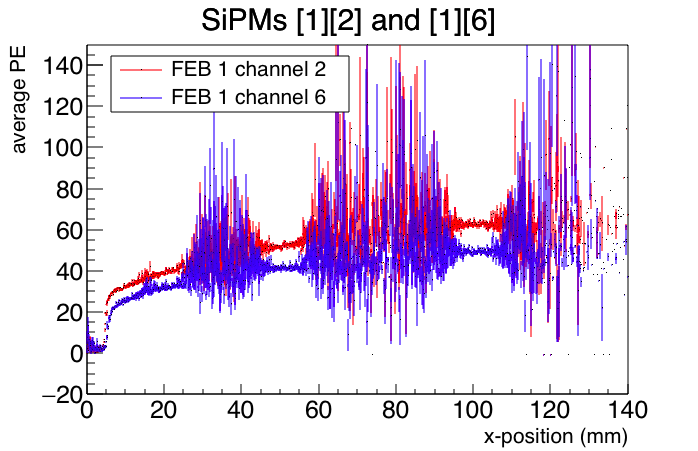 SiPMs [1][2] and [1][6]
average PE
FEB 1 channel 2
FEB 1 channel 6
140
120
100
80
60
40
20
0
−20
0 20 40 60 80 100 120 140
x-position (mm)